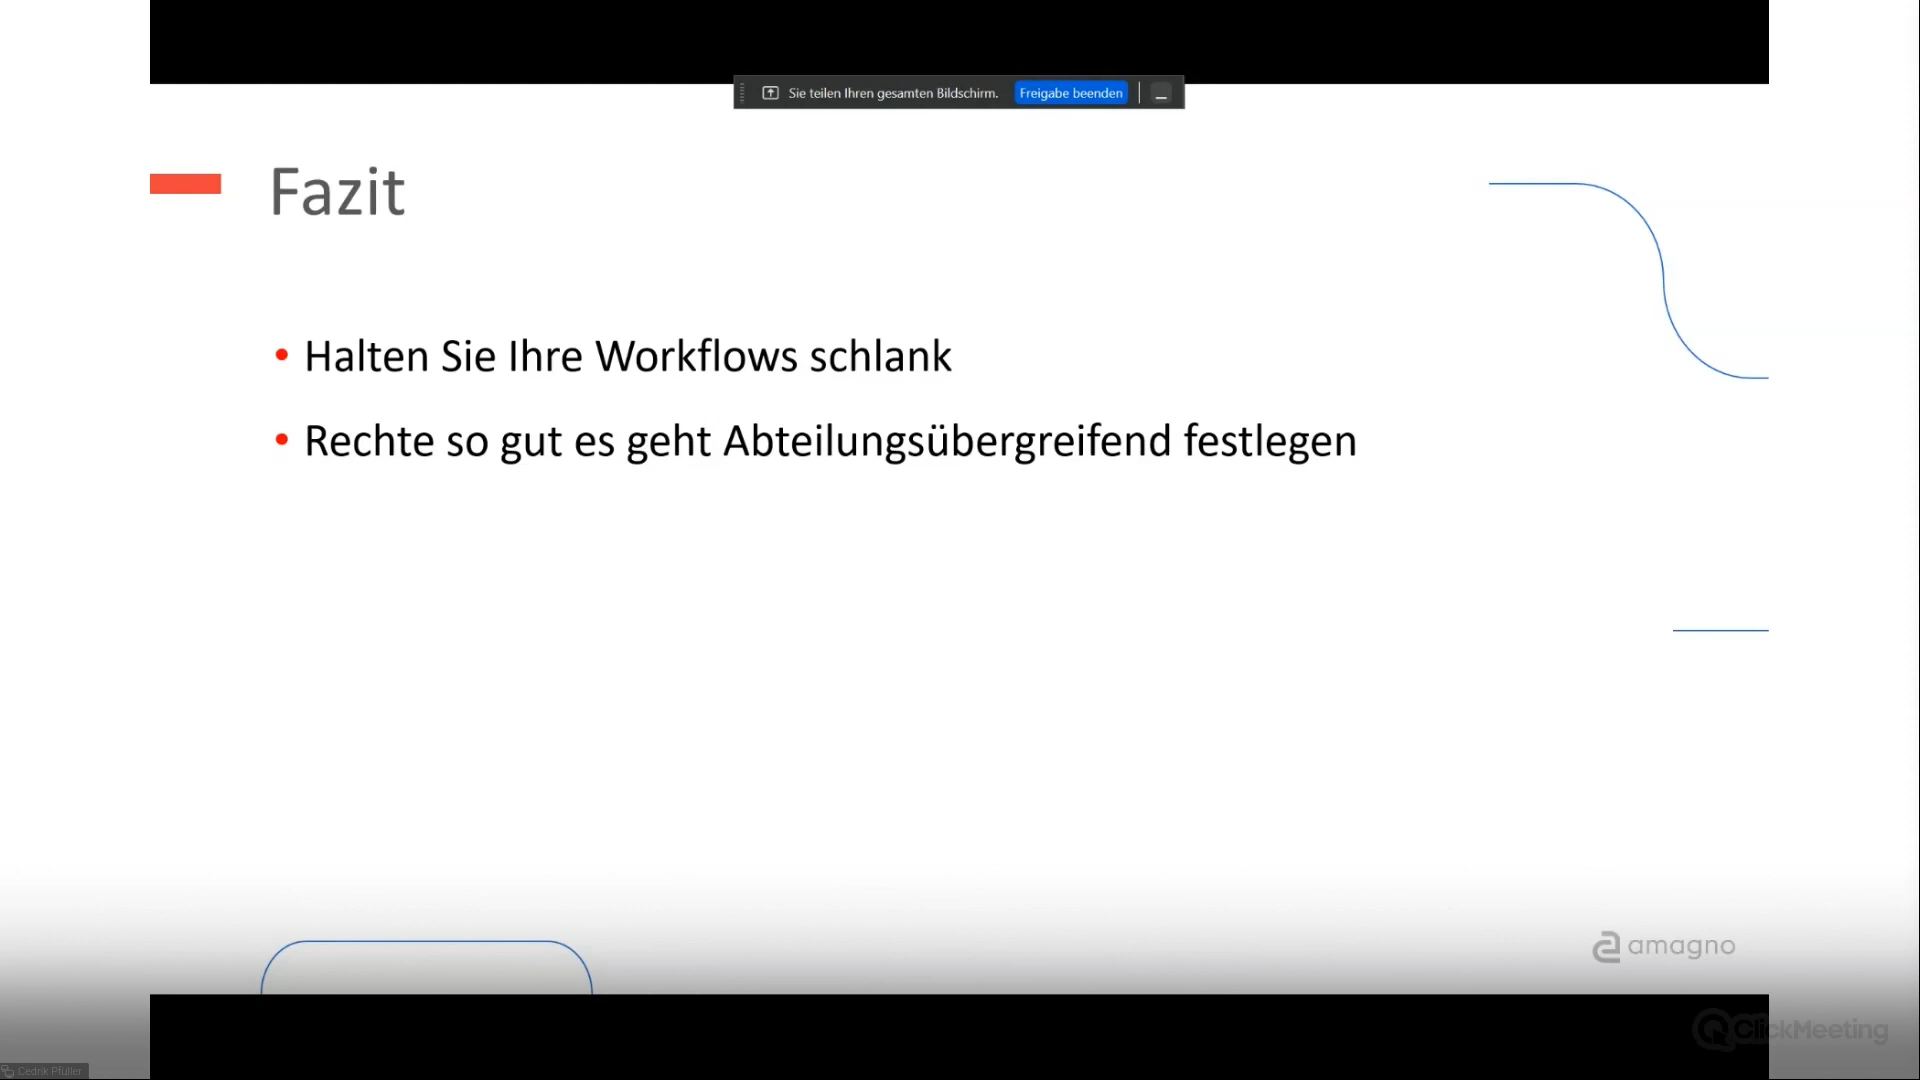 Sie teilen Ihren gesamten Bildschirm. Freigabe beenden
Fazit
• Halten Sie Ihre Workflows schlank
• Rechte so gut es geht Abteilungsübergreifend festlegen
amagno
ClickMeeting
Cedrik Pfüller